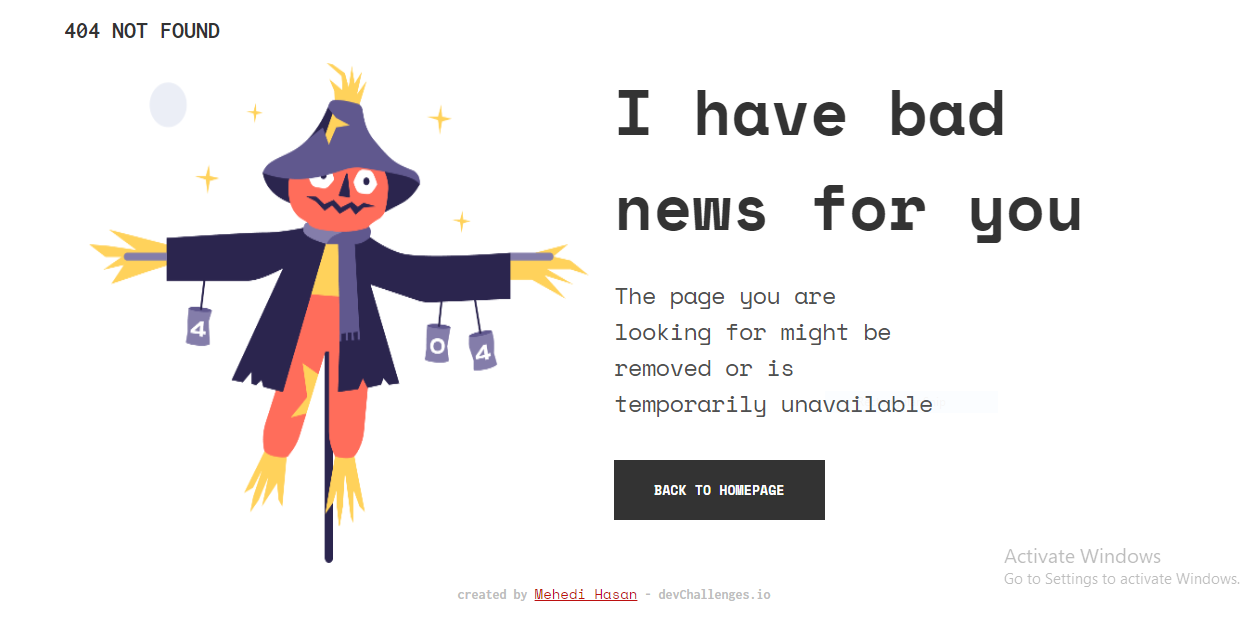 404 NOT FOUND
I have bad
news for you
The page you are
looking for might be
removed or is
temporarily unavailable
4
0
4
BACK TO HOMEPAGE
Activate Windows
Go to Settings to activate Windows.
created by Mehedi Hasan - devChallenges.io